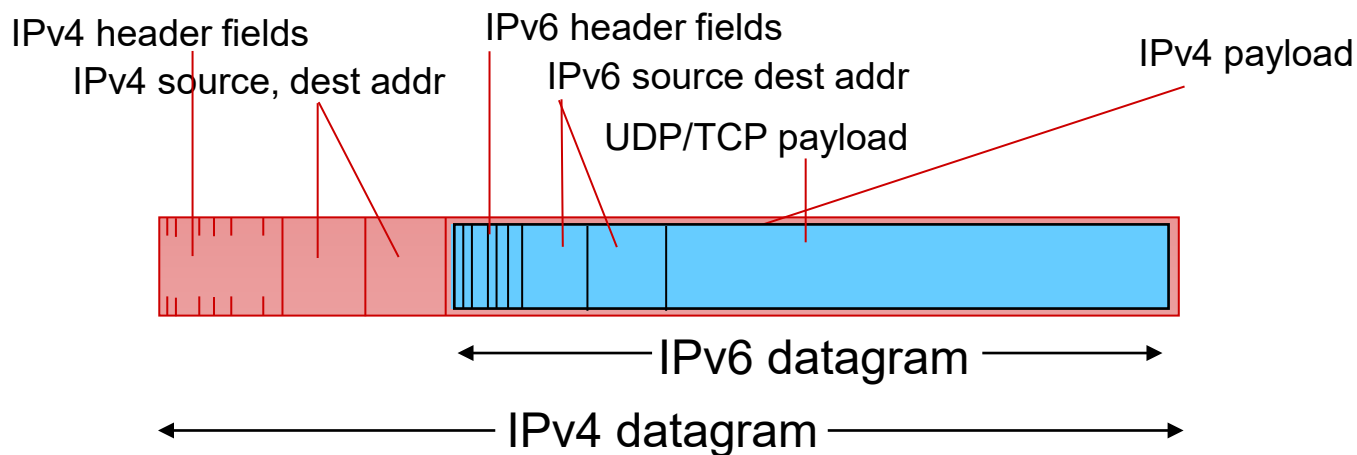 IPv4 header fields
IPv6 header fields
IPv4 payload
IPv4 source, dest addr
IPv6 source dest addr
UDP/TCP payload
IPv6 datagram
IPv4 datagram